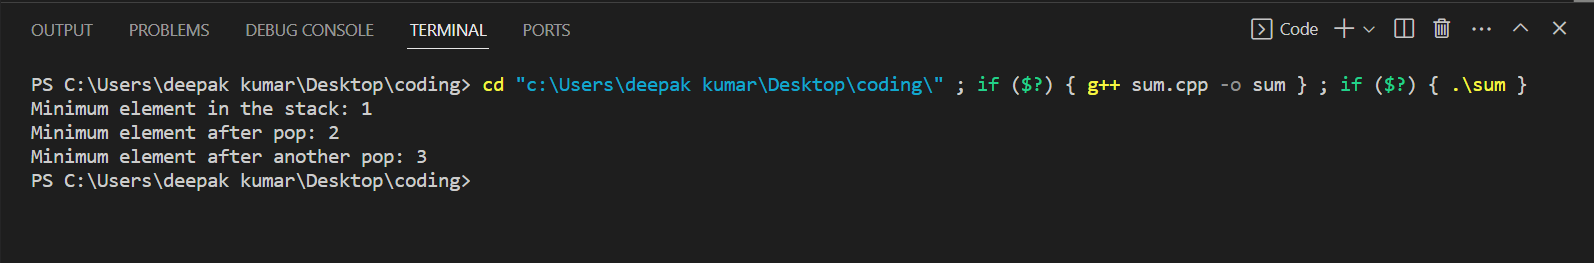 OUTPUT PROBLEMS DEBUG CONSOLE TERMINAL PORTS Code
PS C:\Users\deepak kumar\Desktop\coding> cd "c:\Users\deepak kumar\Desktop\coding\" ; if ($?) { g++ sum.cpp -o sum } ; if ($?) { .\sum }
Minimum element in the stack: 1
Minimum element after pop: 2
Minimum element after another pop: 3
PS C:\Users\deepak kumar\Desktop\coding>